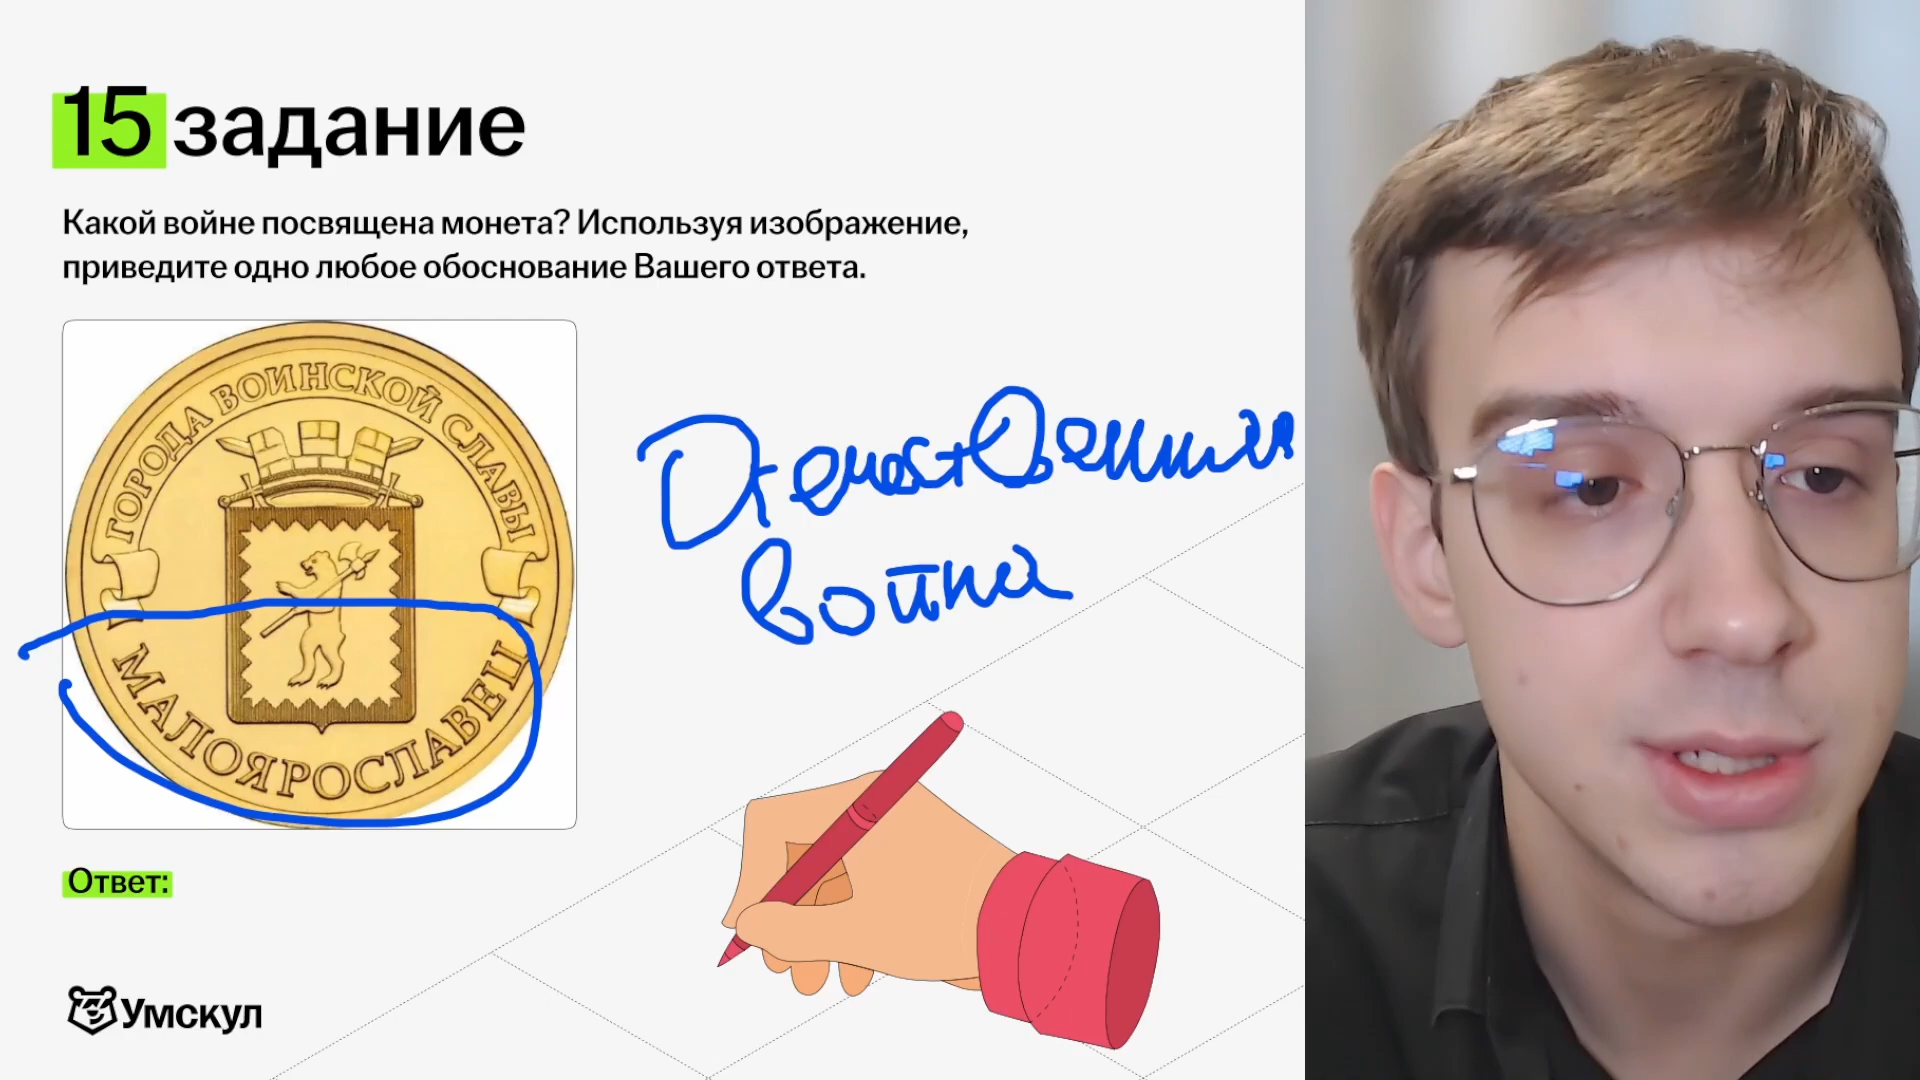 15 задание
Какой войне посвящена монета? Используя изображение,
приведите одно любое обоснование Вашего ответа.
ГОРОДА ВОИНСКОЙ СЛАВЫ
МАЛОЯРОСЛАВЕЦ
Отечественная
война
Ответ:
Умскул